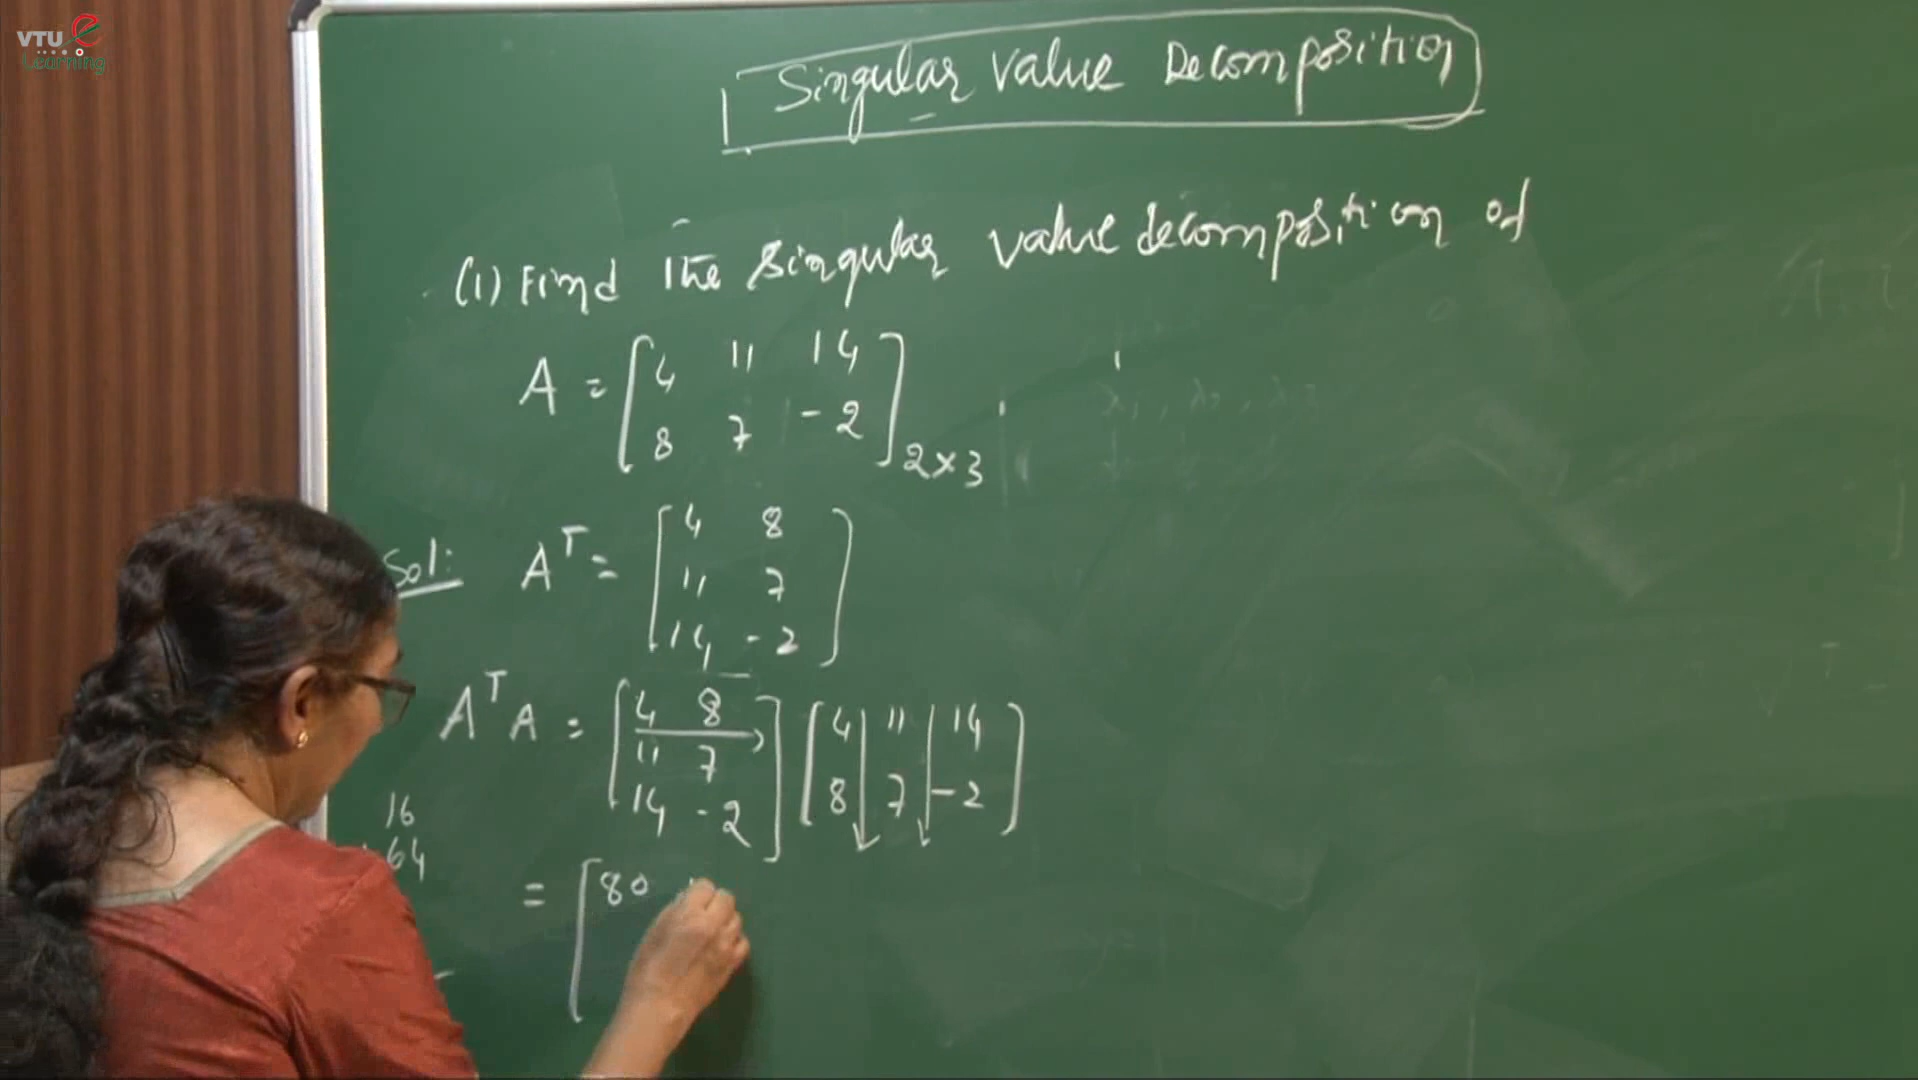 VTU e
Learning
Singular Value Decomposition
(1) Find the singular value decomposition of
A = [ 4 11 14
8 7 -2 ] 2×3
Sol: A^T = [ 4 8
11 7
14 -2 ]
A^T A = [ 4 8
11 7
14 -2 ] [ 4 11 14
8 7 -2 ]
16
64
= [ 80